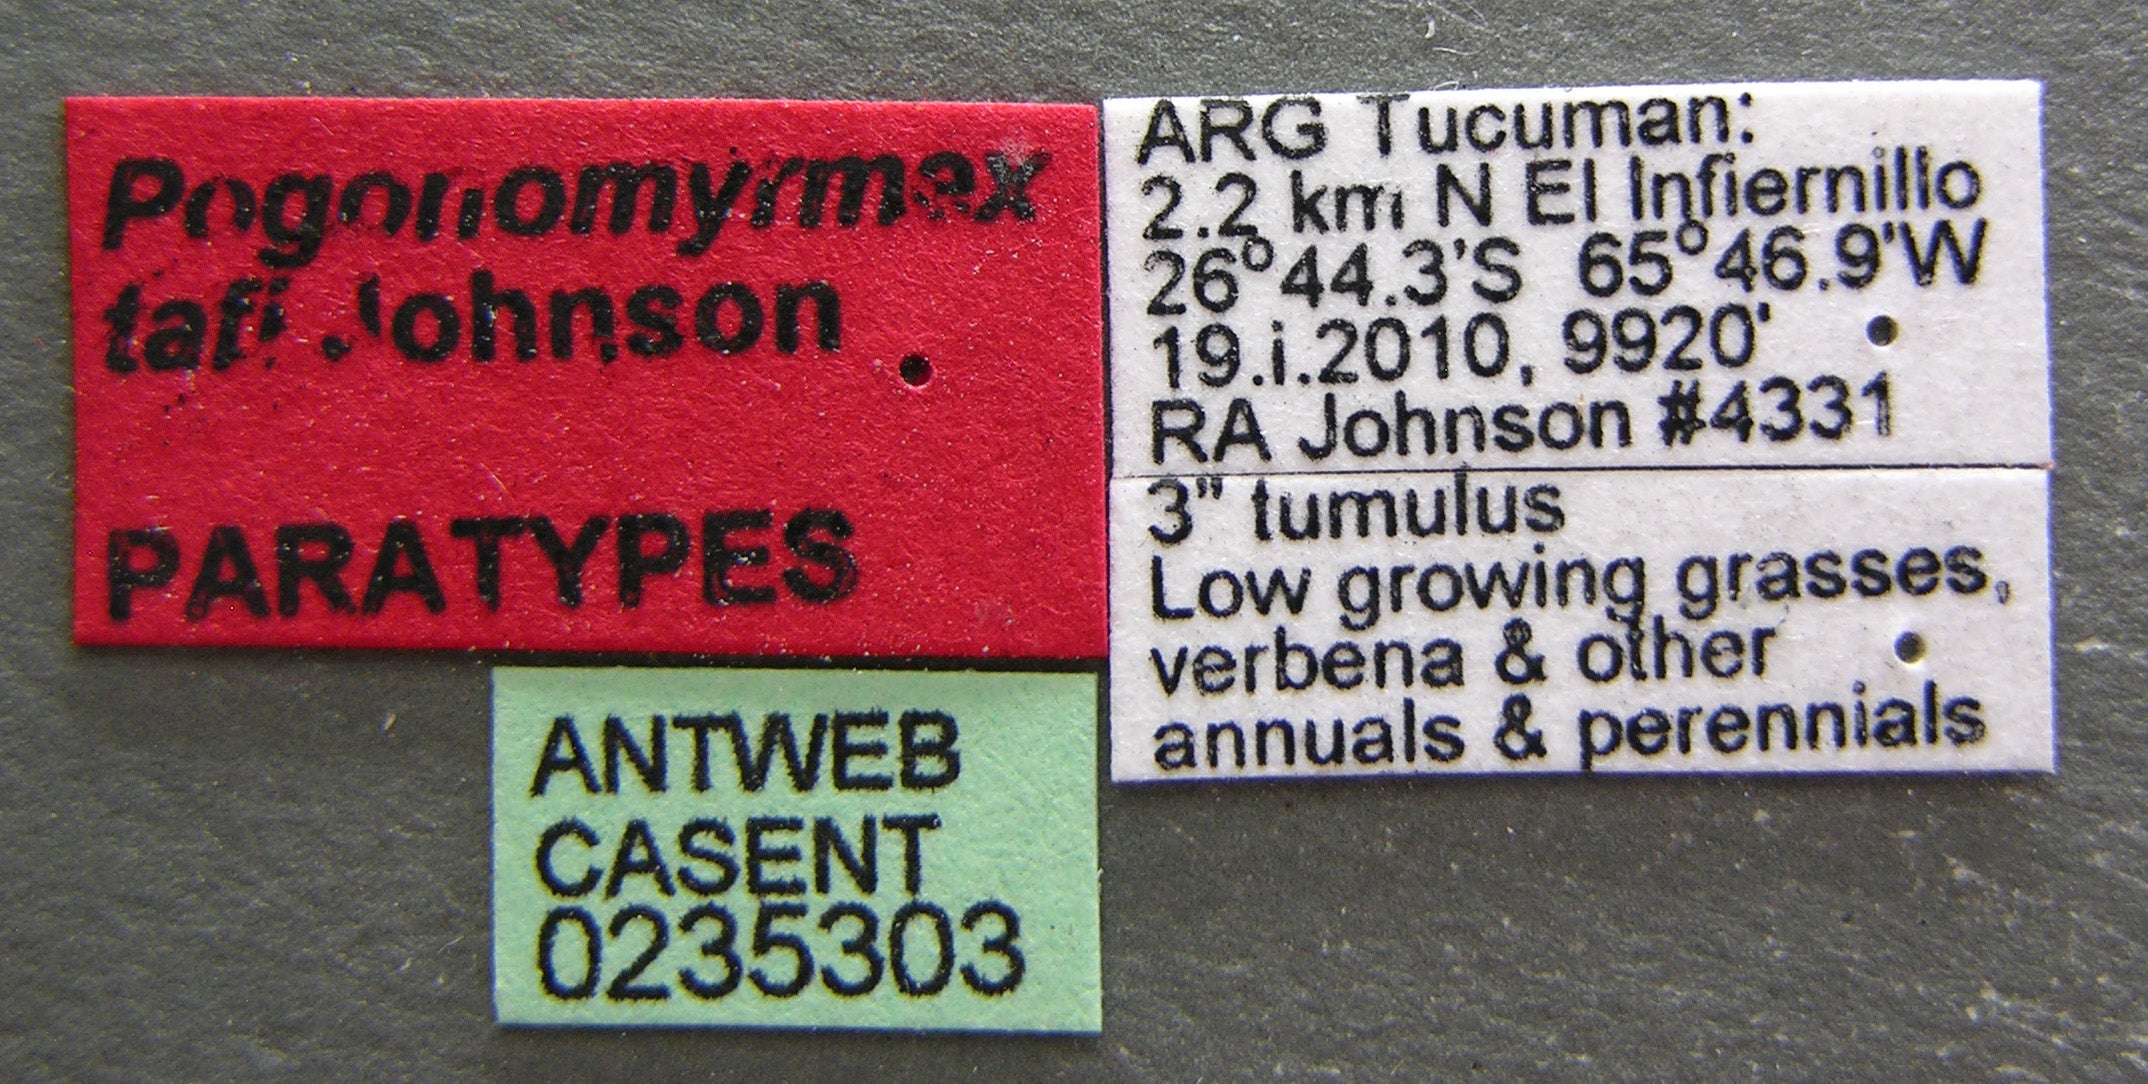 Pogonomyrmex
tafi Johnson
PARATYPES
ARG Tucuman:
2.2 km N El Infiernillo
26°44.3'S 65°46.9'W
19.i.2010, 9920'
RA Johnson #4331
3" tumulus
Low growing grasses,
verbena & other
annuals & perennials
ANTWEB
CASENT
0235303